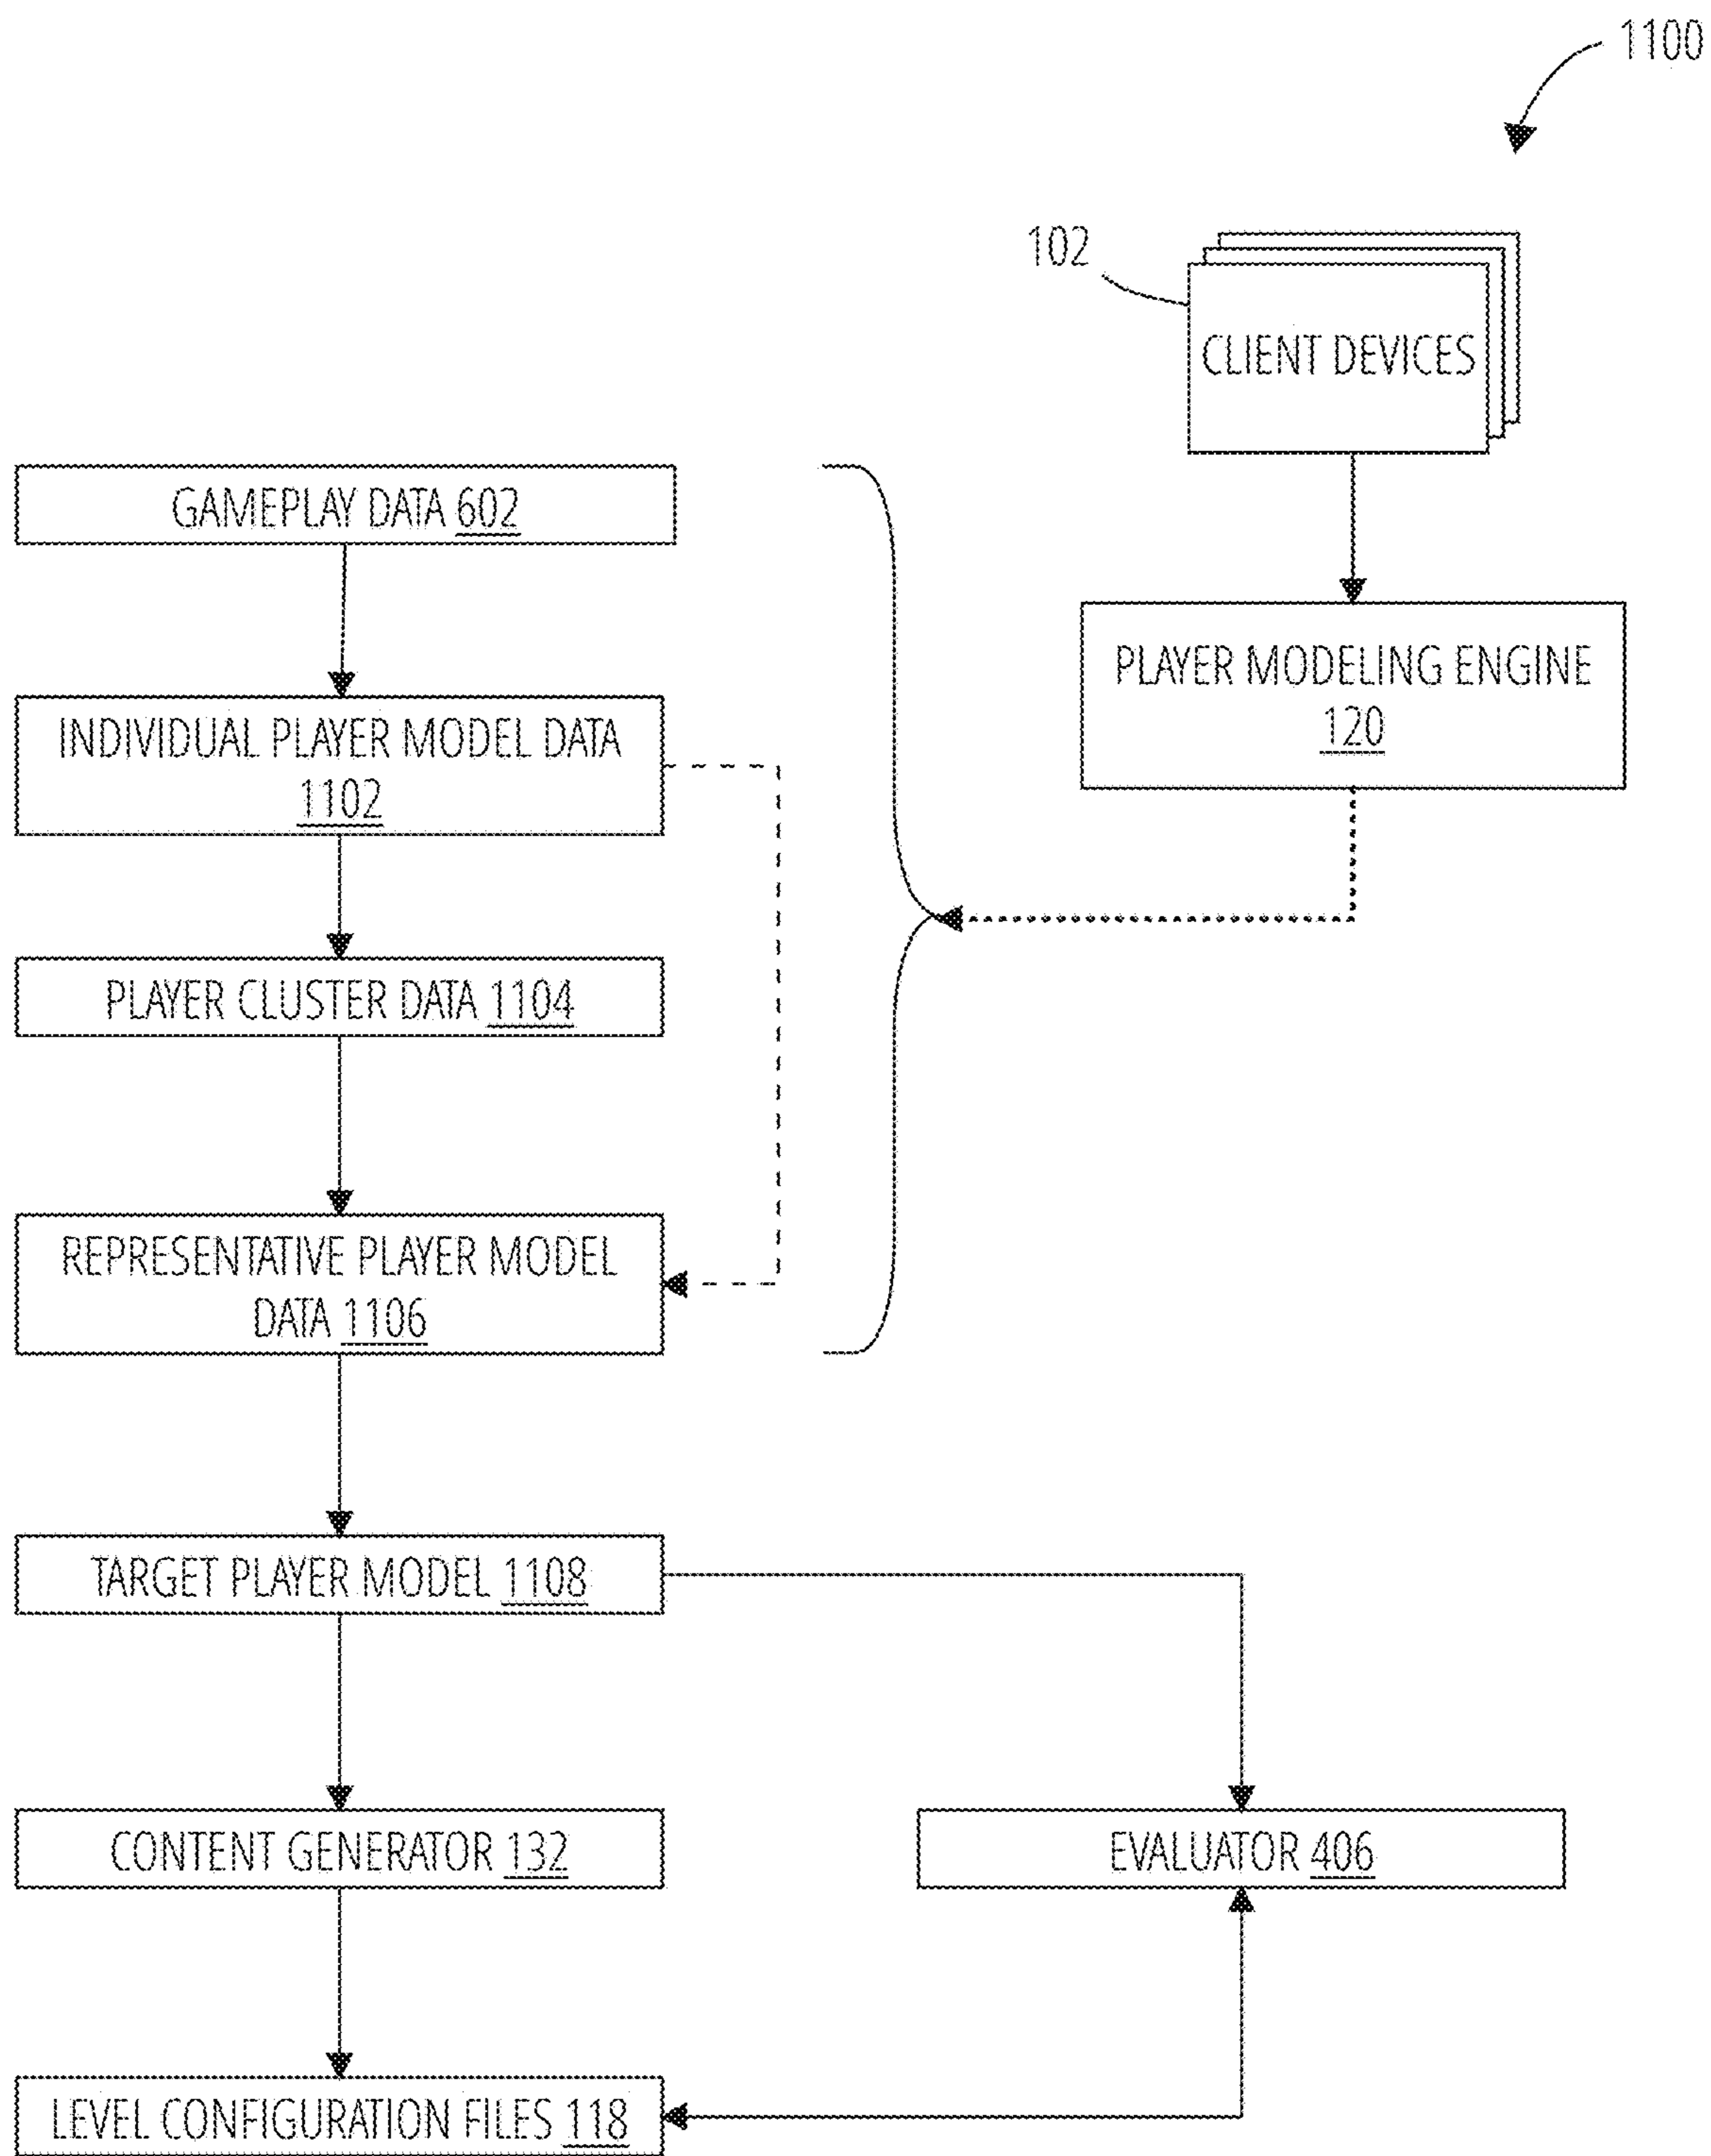 1100
102
CLIENT DEVICES
GAMEPLAY DATA 602
PLAYER MODELING ENGINE
120
INDIVIDUAL PLAYER MODEL DATA
1102
PLAYER CLUSTER DATA 1104
REPRESENTATIVE PLAYER MODEL
DATA 1106
TARGET PLAYER MODEL 1108
CONTENT GENERATOR 132
EVALUATOR 406
LEVEL CONFIGURATION FILES 118